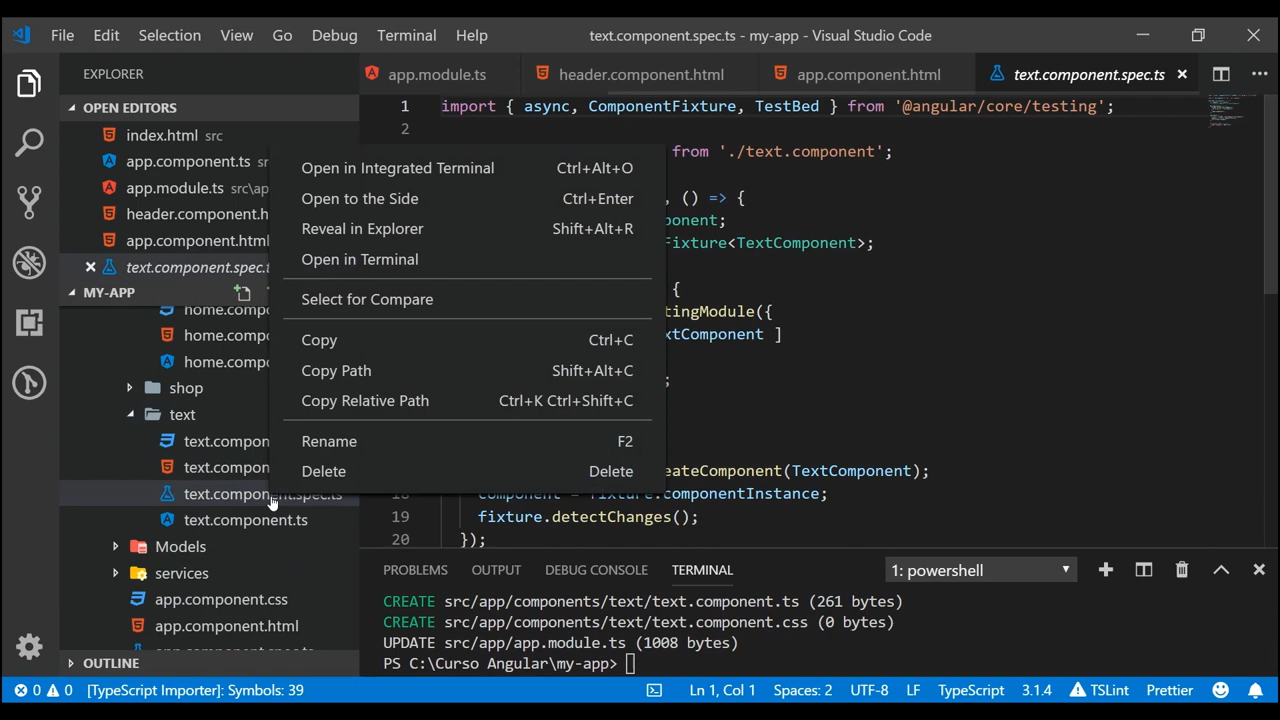 File Edit Selection View Go Debug Terminal Help text.component.spec.ts - my-app - Visual Studio Code
EXPLORER
app.module.ts header.component.html app.component.html text.component.spec.ts
OPEN EDITORS
index.html src
app.component.ts
app.module.ts src\ap
header.component.h
app.component.html
text.component.spec.t
MY-APP
home.compo
home.compo
home.compo
shop
text
text.compon
text.compon
text.component.spec.ts
text.component.ts
Models
services
app.component.css
app.component.html
OUTLINE
1 import { async, ComponentFixture, TestBed } from '@angular/core/testing';
2
from './text.component';
, () => {
ponent;
Fixture<TextComponent>;
{
tingModule({
xtComponent ]
;
eateComponent(TextComponent);
18 component = fixture.componentInstance;
19 fixture.detectChanges();
20 });
Open in Integrated Terminal Ctrl+Alt+O
Open to the Side Ctrl+Enter
Reveal in Explorer Shift+Alt+R
Open in Terminal
Select for Compare
Copy Ctrl+C
Copy Path Shift+Alt+C
Copy Relative Path Ctrl+K Ctrl+Shift+C
Rename F2
Delete Delete
PROBLEMS OUTPUT DEBUG CONSOLE TERMINAL 1: powershell
CREATE src/app/components/text/text.component.ts (261 bytes)
CREATE src/app/components/text/text.component.css (0 bytes)
UPDATE src/app/app.module.ts (1008 bytes)
PS C:\Curso Angular\my-app>
0 0 [TypeScript Importer]: Symbols: 39 Ln 1, Col 1 Spaces: 2 UTF-8 LF TypeScript 3.1.4 TSLint Prettier